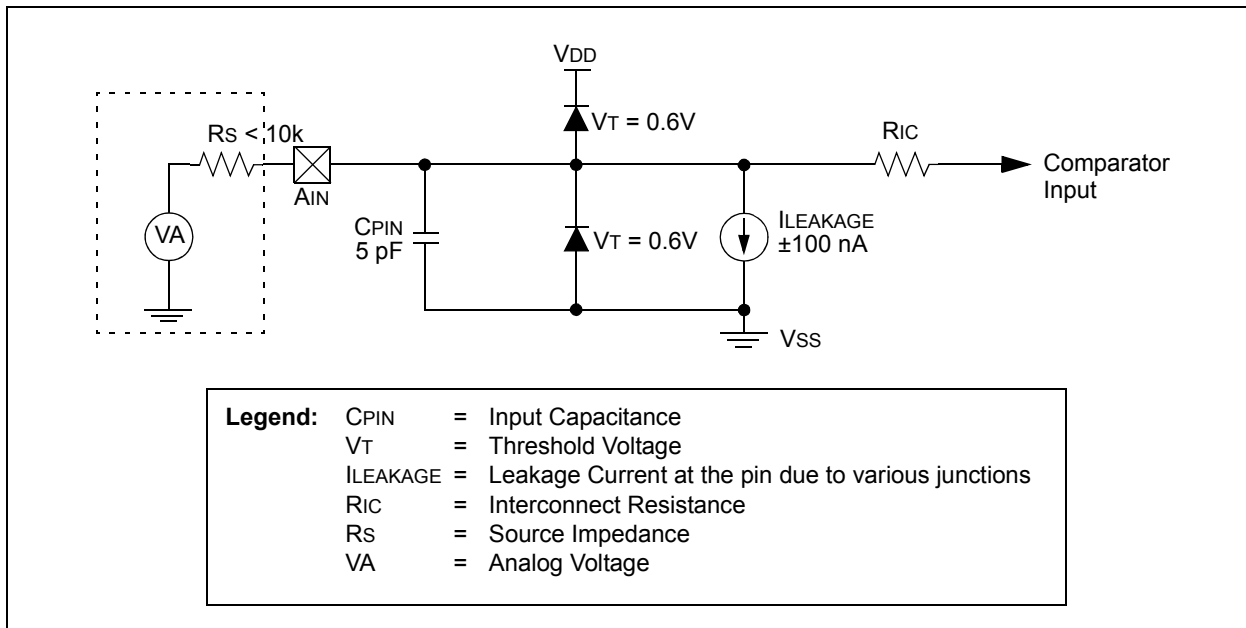 VDD
VT = 0.6V
RS < 10k
RIC
AIN
Comparator
Input
VA
CPIN
5 pF
VT = 0.6V
ILEAKAGE
±100 nA
VSS
Legend: CPIN = Input Capacitance
VT = Threshold Voltage
ILEAKAGE = Leakage Current at the pin due to various junctions
RIC = Interconnect Resistance
RS = Source Impedance
VA = Analog Voltage